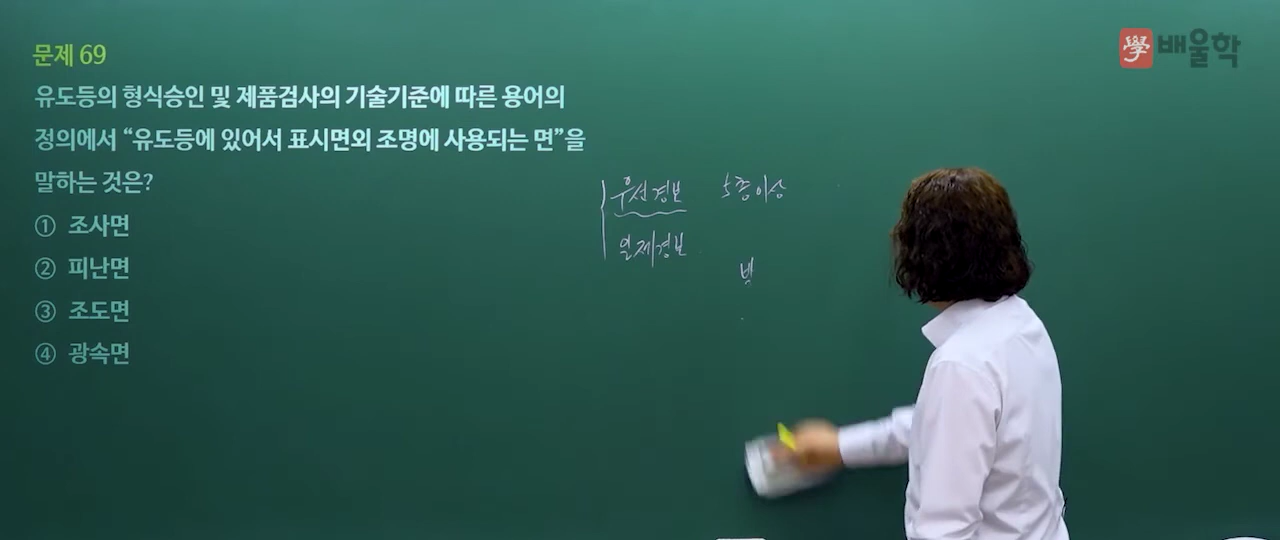 문제 69
유도등의 형식승인 및 제품검사의 기술기준에 따른 용어의
정의에서 “유도등에 있어서 표시면외 조명에 사용되는 면”을
말하는 것은?
① 조사면
② 피난면
③ 조도면
④ 광속면
學 배울학
우선경보 5층이상
일제경보